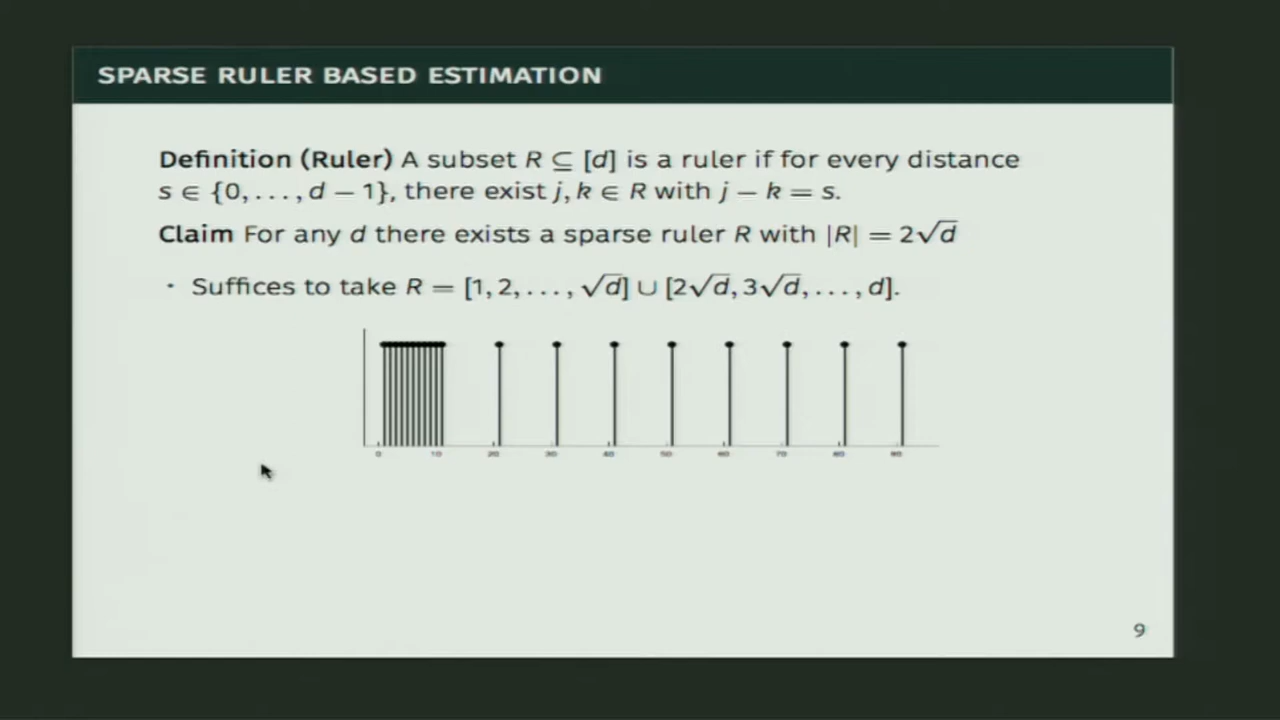 SPARSE RULER BASED ESTIMATION
Definition (Ruler) A subset R ⊆ [d] is a ruler if for every distance
s ∈ {0, . . . , d − 1}, there exist j, k ∈ R with j − k = s.
Claim For any d there exists a sparse ruler R with |R| = 2√d
· Suffices to take R = [1, 2, . . . , √d] ∪ [2√d, 3√d, . . . , d].
0 10 20 30 40 50 60 70 80 90
9